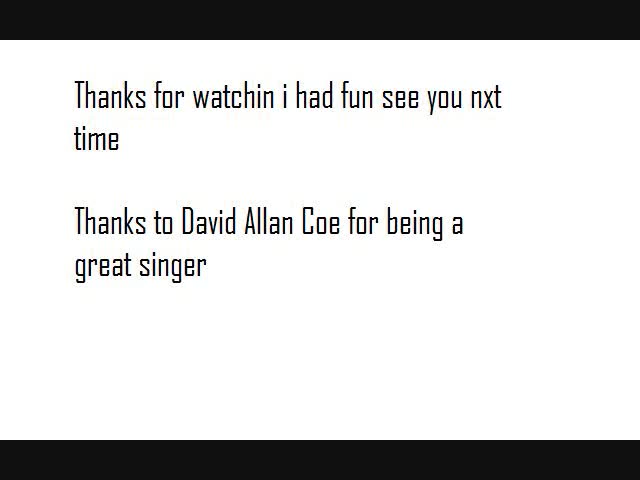 Thanks for watchin i had fun see you nxt
time
Thanks to David Allan Coe for being a
great singer